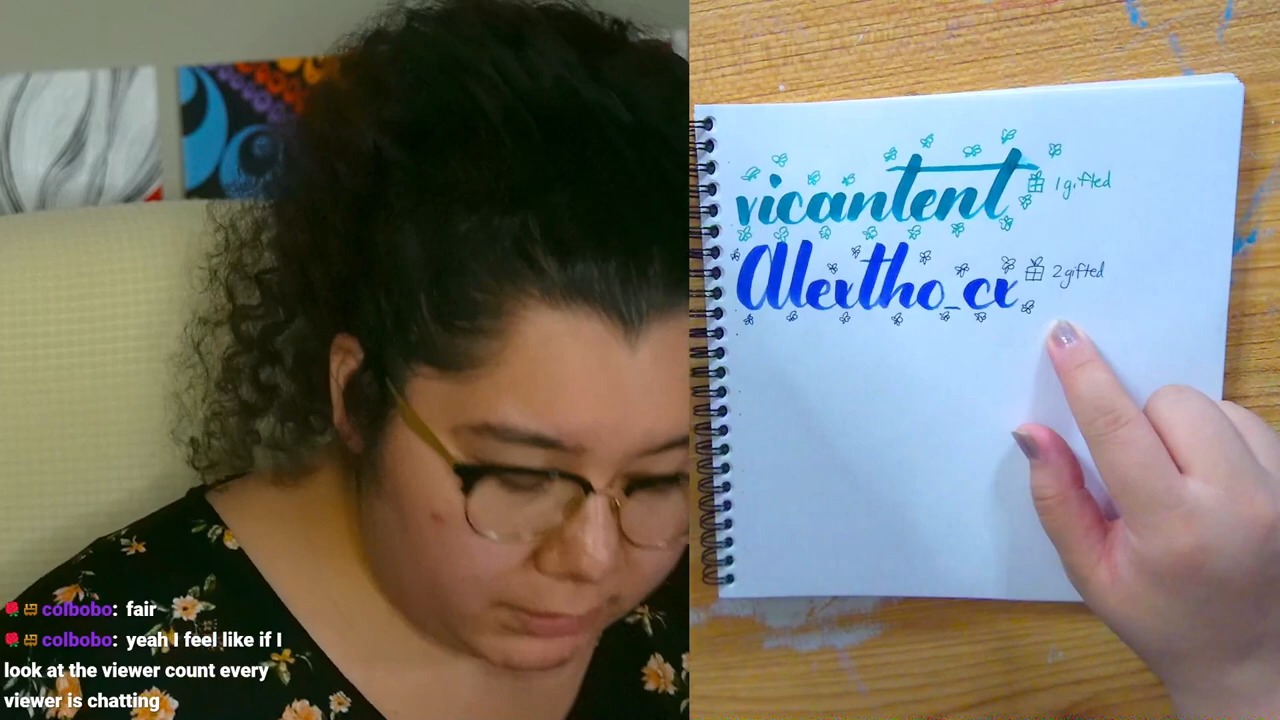 vicantent 1 gifted
Alextho_cx 2 gifted
colbobo: fair
colbobo: yeah I feel like if I
look at the viewer count every
viewer is chatting